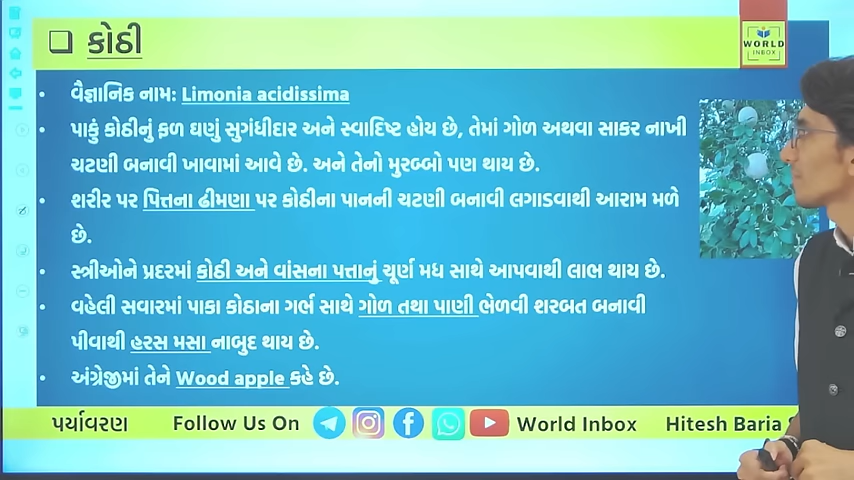 ❑ કોઠી
WORLD
INBOX
• વૈજ્ઞાનિક નામ: Limonia acidissima
• પાકું કોઠીનું ફળ ઘણું સુગંધીદાર અને સ્વાદિષ્ટ હોય છે, તેમાં ગોળ અથવા સાકર નાખી
ચટણી બનાવી ખાવામાં આવે છે. અને તેનો મુરબ્બો પણ થાય છે.
• શરીર પર પિત્તના ઢીમણા પર કોઠીના પાનની ચટણી બનાવી લગાડવાથી આરામ મળે
છે.
• સ્ત્રીઓને પ્રદરમાં કોઠી અને વાંસના પત્તાનું ચૂર્ણ મધ સાથે આપવાથી લાભ થાય છે.
• વહેલી સવારમાં પાકા કોઠાના ગર્ભ સાથે ગોળ તથા પાણી ભેળવી શરબત બનાવી
પીવાથી હરસ મસા નાબુદ થાય છે.
• અંગ્રેજીમાં તેને Wood apple કહે છે.
પર્યાવરણ Follow Us On World Inbox Hitesh Baria